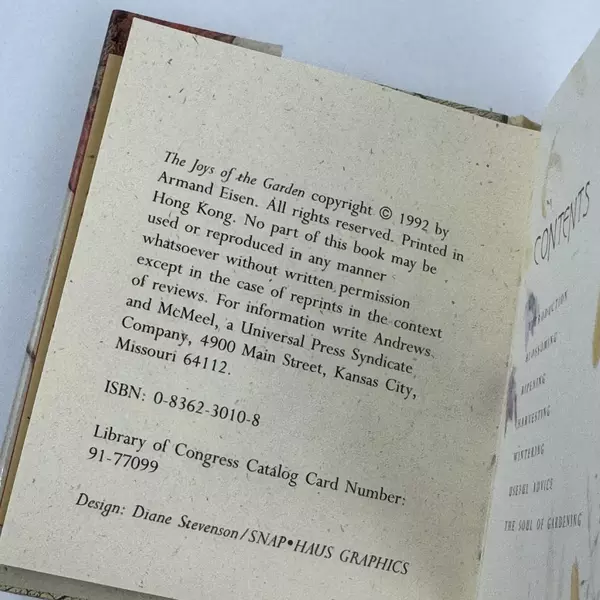 The Joys of the Garden copyright © 1992 by
Armand Eisen. All rights reserved. Printed in
Hong Kong. No part of this book may be
used or reproduced in any manner
whatsoever without written permission
except in the case of reprints in the context
of reviews. For information write Andrews
and McMeel, a Universal Press Syndicate
Company, 4900 Main Street, Kansas City,
Missouri 64112.
ISBN: 0-8362-3010-8
Library of Congress Catalog Card Number:
91-77099
Design: Diane Stevenson/SNAP•HAUS GRAPHICS
CONTENTS
INTRODUCTION
BLOSSOMING
RIPENING
HARVESTING
WINTERING
USEFUL ADVICE
THE SOUL OF GARDENING